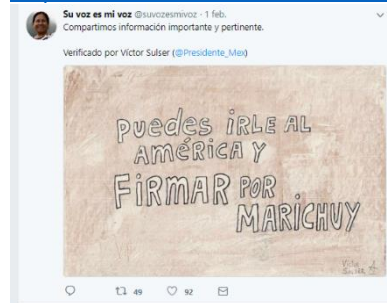 Su voz es mi voz @suvozesmivoz · 1 feb.
Compartimos información importante y pertinente.
Verificado por Víctor Sulser (@Presidente_Mex)
PUEDES IRLE AL
AMÉRICA Y
FIRMAR POR
MARICHUY
49 92